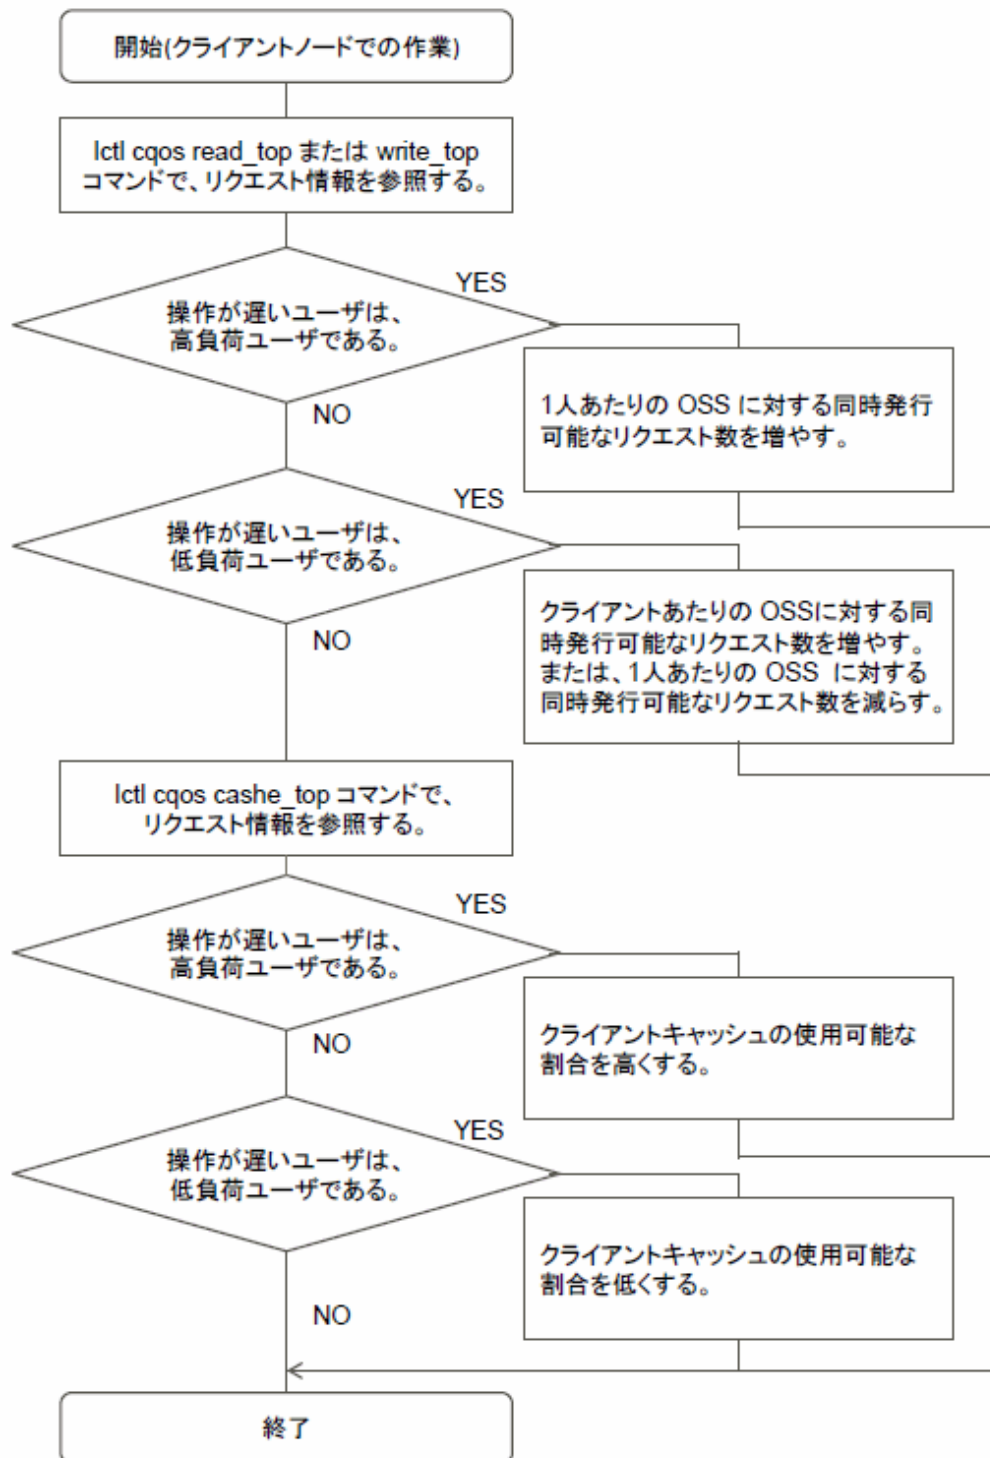 開始(クライアントノードでの作業)
lctl cqos read_top または write_top
コマンドで、リクエスト情報を参照する。
YES
操作が遅いユーザは、
高負荷ユーザである。
NO
1人あたりの OSS に対する同時発行
可能なリクエスト数を増やす。
YES
操作が遅いユーザは、
低負荷ユーザである。
NO
クライアントあたりの OSSに対する同
時発行可能なリクエスト数を増やす。
または、1人あたりの OSS に対する
同時発行可能なリクエスト数を減らす。
lctl cqos cashe_top コマンドで、
リクエスト情報を参照する。
YES
操作が遅いユーザは、
高負荷ユーザである。
NO
クライアントキャッシュの使用可能な
割合を高くする。
YES
操作が遅いユーザは、
低負荷ユーザである。
NO
クライアントキャッシュの使用可能な
割合を低くする。
終了